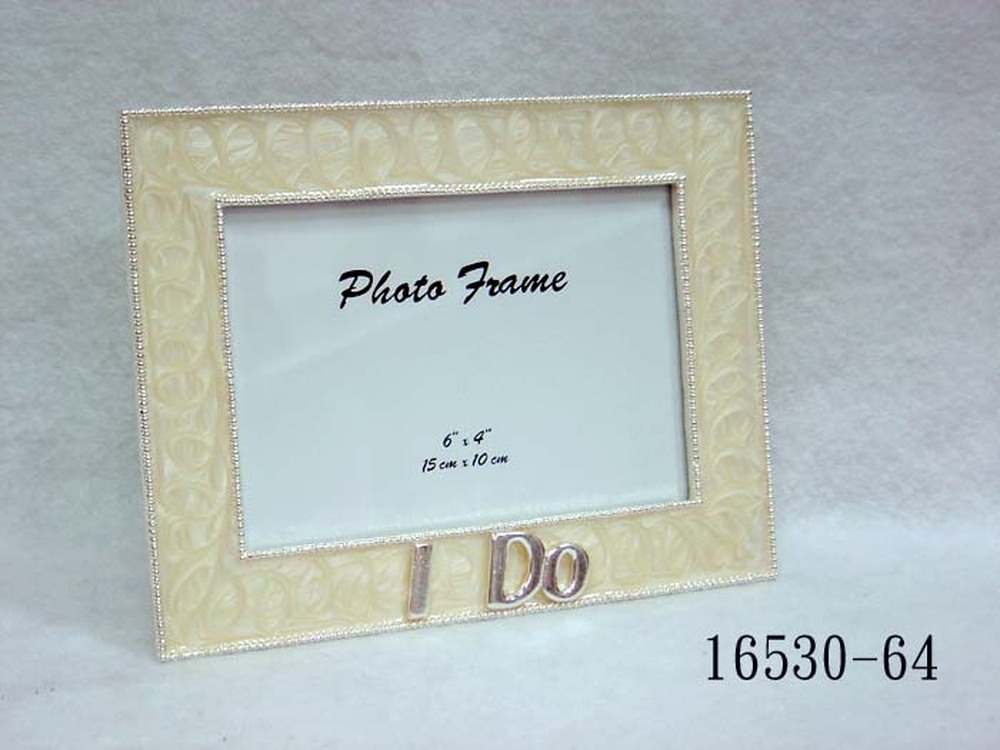 Photo Frame
6" x 4"
15 cm x 10 cm
I Do
16530-64